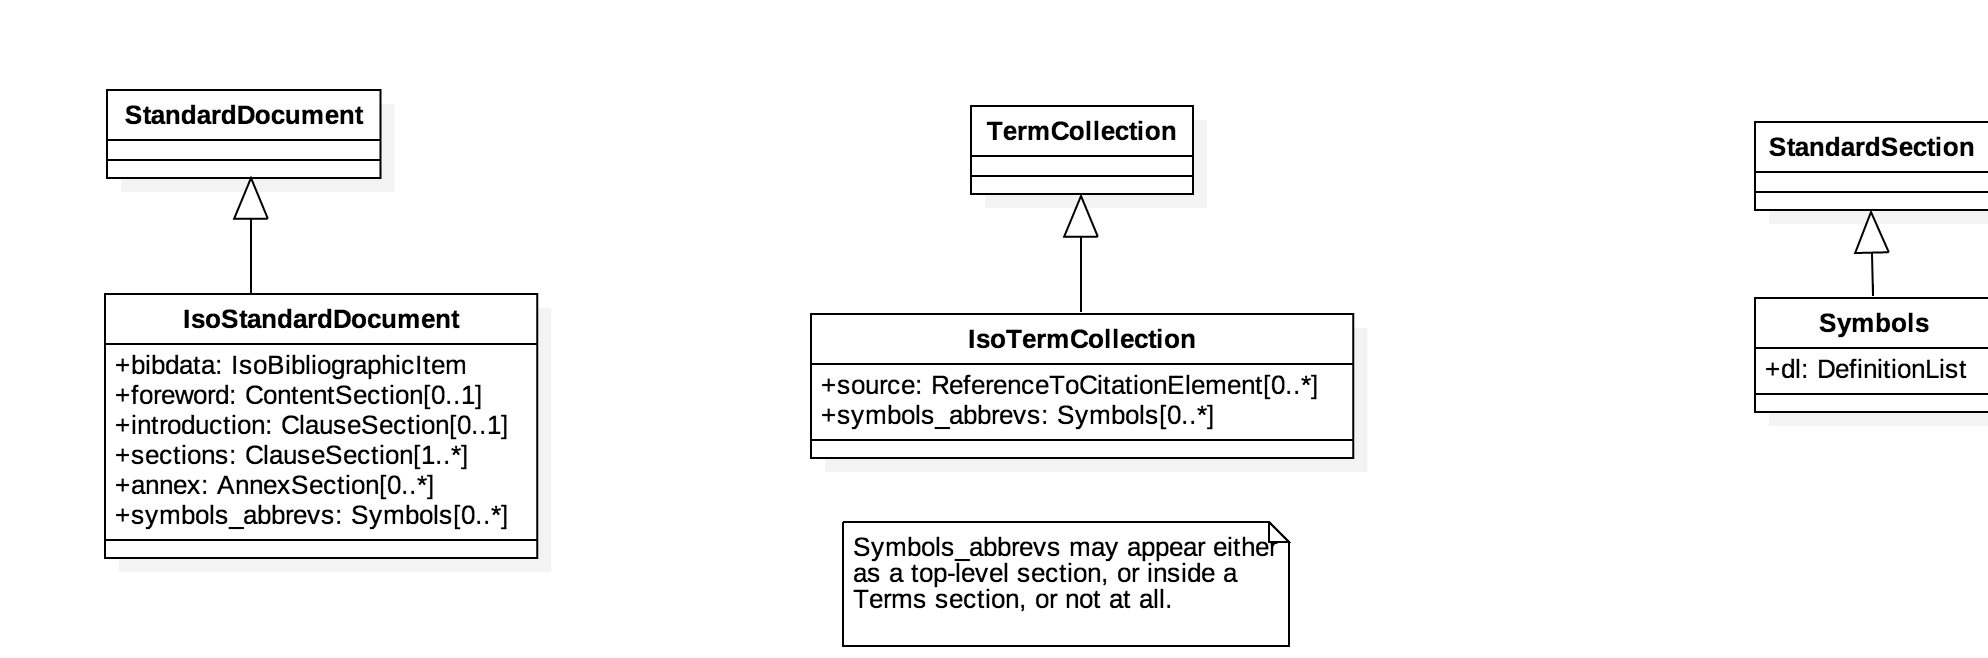 StandardDocument
IsoStandardDocument
+bibdata: IsoBibliographicItem
+foreword: ContentSection[0..1]
+introduction: ClauseSection[0..1]
+sections: ClauseSection[1..*]
+annex: AnnexSection[0..*]
+symbols_abbrevs: Symbols[0..*]
TermCollection
IsoTermCollection
+source: ReferenceToCitationElement[0..*]
+symbols_abbrevs: Symbols[0..*]
Symbols_abbrevs may appear either
as a top-level section, or inside a
Terms section, or not at all.
StandardSection
Symbols
+dl: DefinitionList